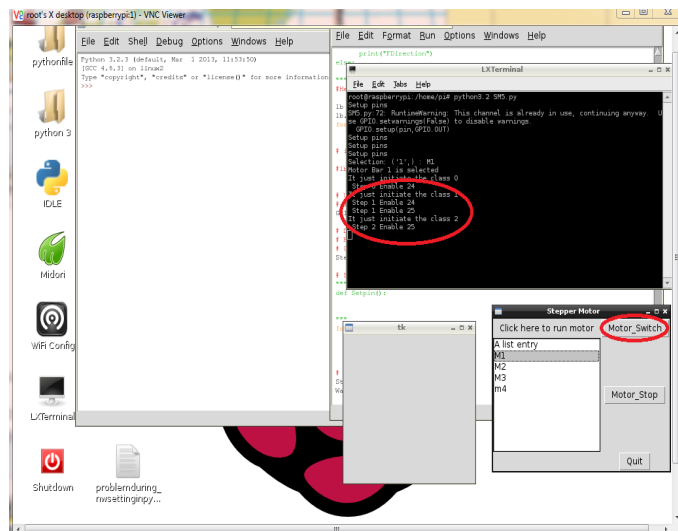 root's X desktop (raspberrypi:1) - VNC Viewer
pythonfile
python 3
IDLE
Midori
WiFi Config
LXTerminal
Shutdown
problemduring_
nwsettinginpy...
File Edit Shell Debug Options Windows Help
Python 3.2.3 (default, Mar 1 2013, 11:53:50)
[GCC 4.6.3] on linux2
Type "copyright", "credits" or "license()" for more information
>>>
File Edit Format Run Options Windows Help
print("FDirection")
else:
LXTerminal
File Edit Tabs Help
root@raspberrypi:/home/pi# python3.2 SM5.py
Setup pins
SM5.py:72: RuntimeWarning: This channel is already in use, continuing anyway. U
se GPIO.setwarnings(False) to disable warnings.
GPIO.setup(pin,GPIO.OUT)
Setup pins
Setup pins
Setup pins
Selection: ('1',) : M1
Motor Bar 1 is selected
It just initiate the class 0
Step 0 Enable 24
It just initiate the class 1
Step 1 Enable 24
Step 1 Enable 25
It just initiate the class 2
Step 2 Enable 25
def Setpin():
tk
Stepper Motor
Click here to run motor Motor_Switch
A list entry
M1
M2
M3
m4
Motor_Stop
Quit